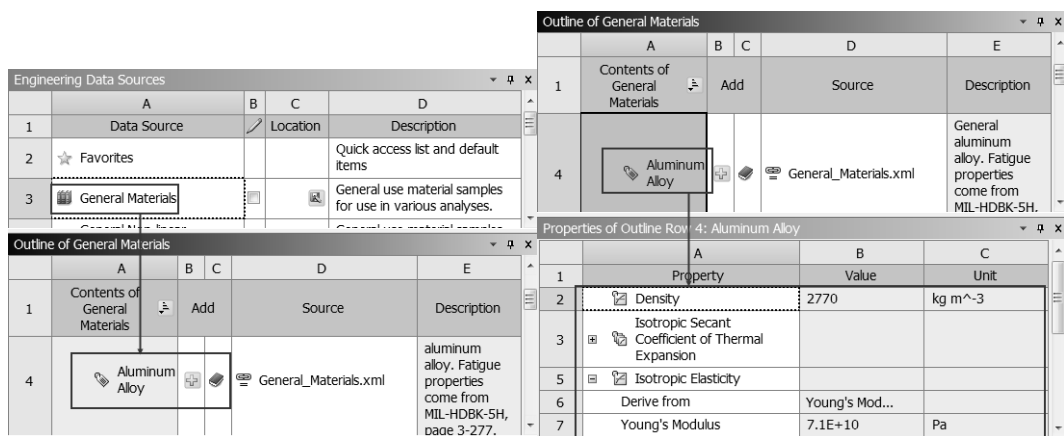 Engineering Data Sources
A B C D
1 Data Source Location Description
2 Favorites Quick access list and default
items
3 General Materials General use material samples
for use in various analyses.
Outline of General Materials
A B C D E
1 Contents of
General
Materials Add Source Description
4 Aluminum
Alloy General_Materials.xml aluminum
alloy. Fatigue
properties
come from
MIL-HDBK-5H,
page 3-277.
Outline of General Materials
A B C D E
1 Contents of
General
Materials Add Source Description
4 Aluminum
Alloy General_Materials.xml General
aluminum
alloy. Fatigue
properties
come from
MIL-HDBK-5H,
Properties of Outline Row 4: Aluminum Alloy
A B C
1 Property Value Unit
2 Density 2770 kg m^-3
3 Isotropic Secant
Coefficient of Thermal
Expansion
5 Isotropic Elasticity
6 Derive from Young's Mod...
7 Young's Modulus 7.1E+10 Pa